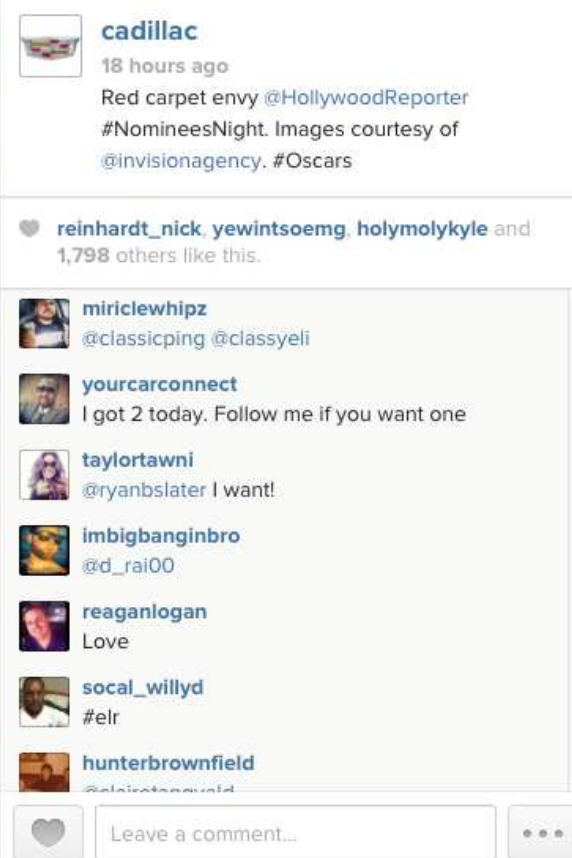 cadillac
18 hours ago
Red carpet envy @HollywoodReporter
#NomineesNight. Images courtesy of
@invisionagency. #Oscars
reinhardt_nick, yewintsoemg, holymolykyle and
1,798 others like this.
miriclewhipz
@classicping @classyeli
yourcarconnect
I got 2 today. Follow me if you want one
taylortawni
@ryanbslater I want!
imbigbanginbro
@d_rai00
reaganlogan
Love
socal_willyd
#elr
hunterbrownfield
Leave a comment...